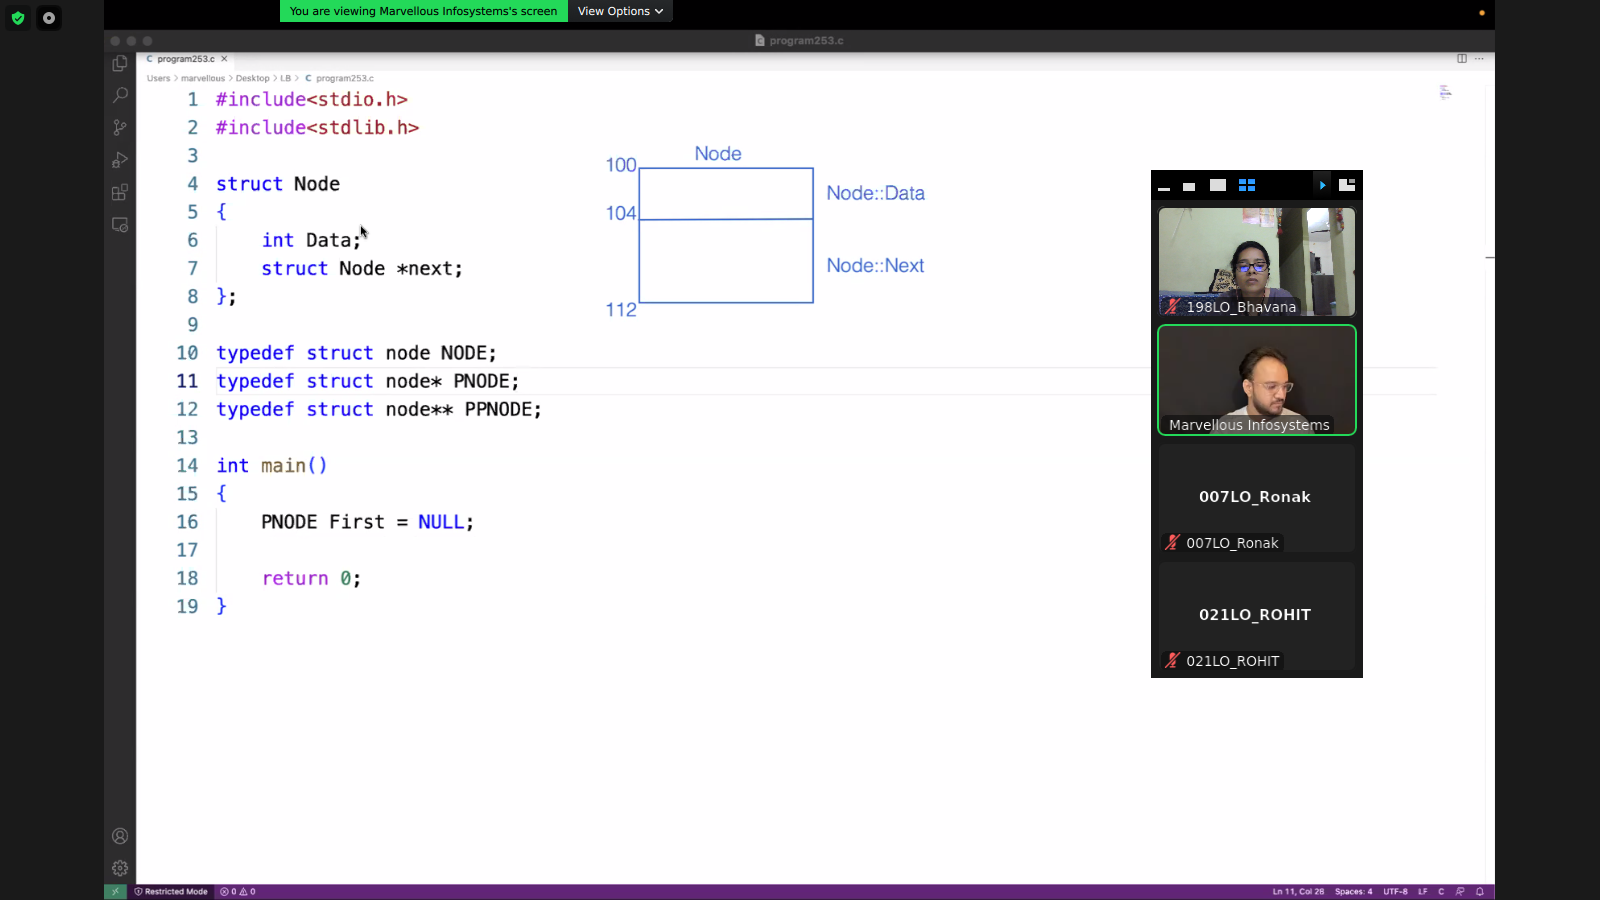 You are viewing Marvellous Infosystems's screen View Options
program253.c
C program253.c ×
Users > marvellous > Desktop > LB > C program253.c
1 #include<stdio.h>
2 #include<stdlib.h>
3
4 struct Node
5 {
6 int Data;
7 struct Node *next;
8 };
9
10 typedef struct node NODE;
11 typedef struct node* PNODE;
12 typedef struct node** PPNODE;
13
14 int main()
15 {
16 PNODE First = NULL;
17
18 return 0;
19 }
Node
100
Node::Data
104
Node::Next
112
198LO_Bhavana
Marvellous Infosystems
007LO_Ronak
007LO_Ronak
021LO_ROHIT
021LO_ROHIT
Restricted Mode 0 0 Ln 11, Col 28 Spaces: 4 UTF-8 LF C